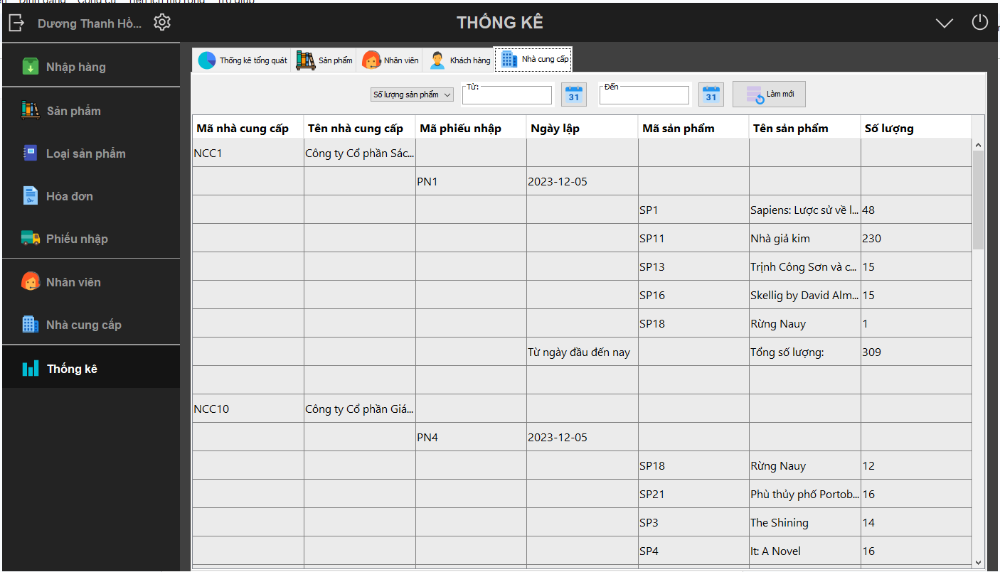 Dương Thanh Hồ...
THỐNG KÊ
Nhập hàng
Sản phẩm
Loại sản phẩm
Hóa đơn
Phiếu nhập
Nhân viên
Nhà cung cấp
Thống kê
Thống kê tổng quát Sản phẩm Nhân viên Khách hàng Nhà cung cấp
Số lượng sản phẩm Từ: 31 Đến 31 Làm mới
Mã nhà cung cấp Tên nhà cung cấp Mã phiếu nhập Ngày lập Mã sản phẩm Tên sản phẩm Số lượng
NCC1 Công ty Cổ phần Sác...
PN1 2023-12-05
SP1 Sapiens: Lược sử về l... 48
SP11 Nhà giả kim 230
SP13 Trịnh Công Sơn và c... 15
SP16 Skellig by David Alm... 15
SP18 Rừng Nauy 1
Từ ngày đầu đến nay Tổng số lượng: 309
NCC10 Công ty Cổ phần Giá...
PN4 2023-12-05
SP18 Rừng Nauy 12
SP21 Phù thủy phố Portob... 16
SP3 The Shining 14
SP4 It: A Novel 16